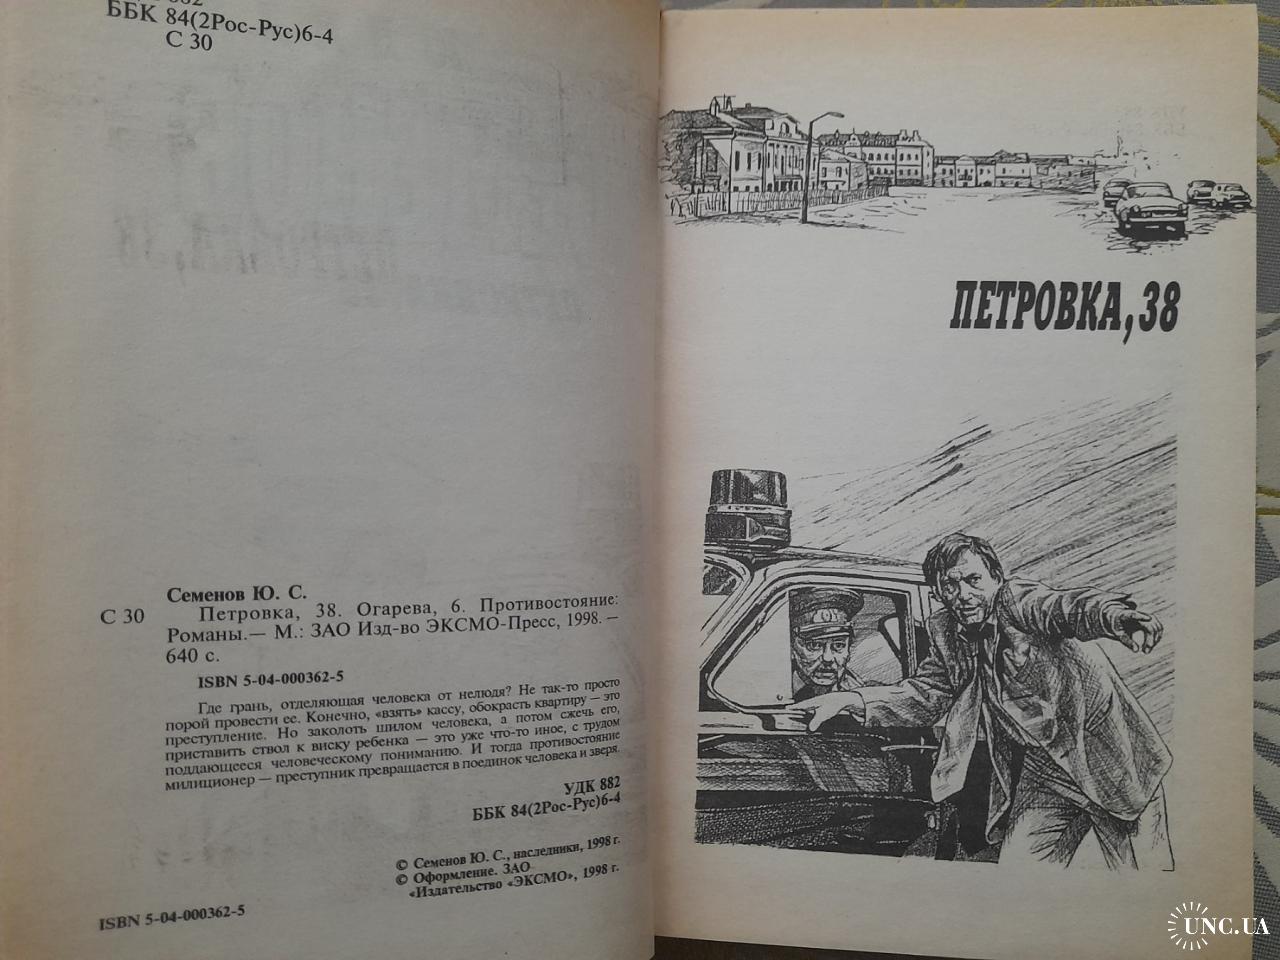 882
ББК 84(2Рос-Рус)6-4
С 30
Семенов Ю. С.
С 30 Петровка, 38. Огарева, 6. Противостояние:
Романы.— М.: ЗАО Изд-во ЭКСМО-Пресс, 1998. —
640 с.
ISBN 5-04-000362-5
Где грань, отделяющая человека от нелюдя? Не так-то просто
порой провести ее. Конечно, «взять» кассу, обокрасть квартиру — это
преступление. Но заколоть шилом человека, а потом сжечь его,
приставить ствол к виску ребенка — это уже что-то иное, с трудом
поддающееся человеческому пониманию. И тогда противостояние
милиционер — преступник превращается в поединок человека и зверя.
УДК 882
ББК 84(2Рос-Рус)6-4
© Семенов Ю. С., наследники, 1998 г.
© Оформление. ЗАО
«Издательство «ЭКСМО», 1998 г.
ISBN 5-04-000362-5
ПЕТРОВКА, 38
UNC.UA